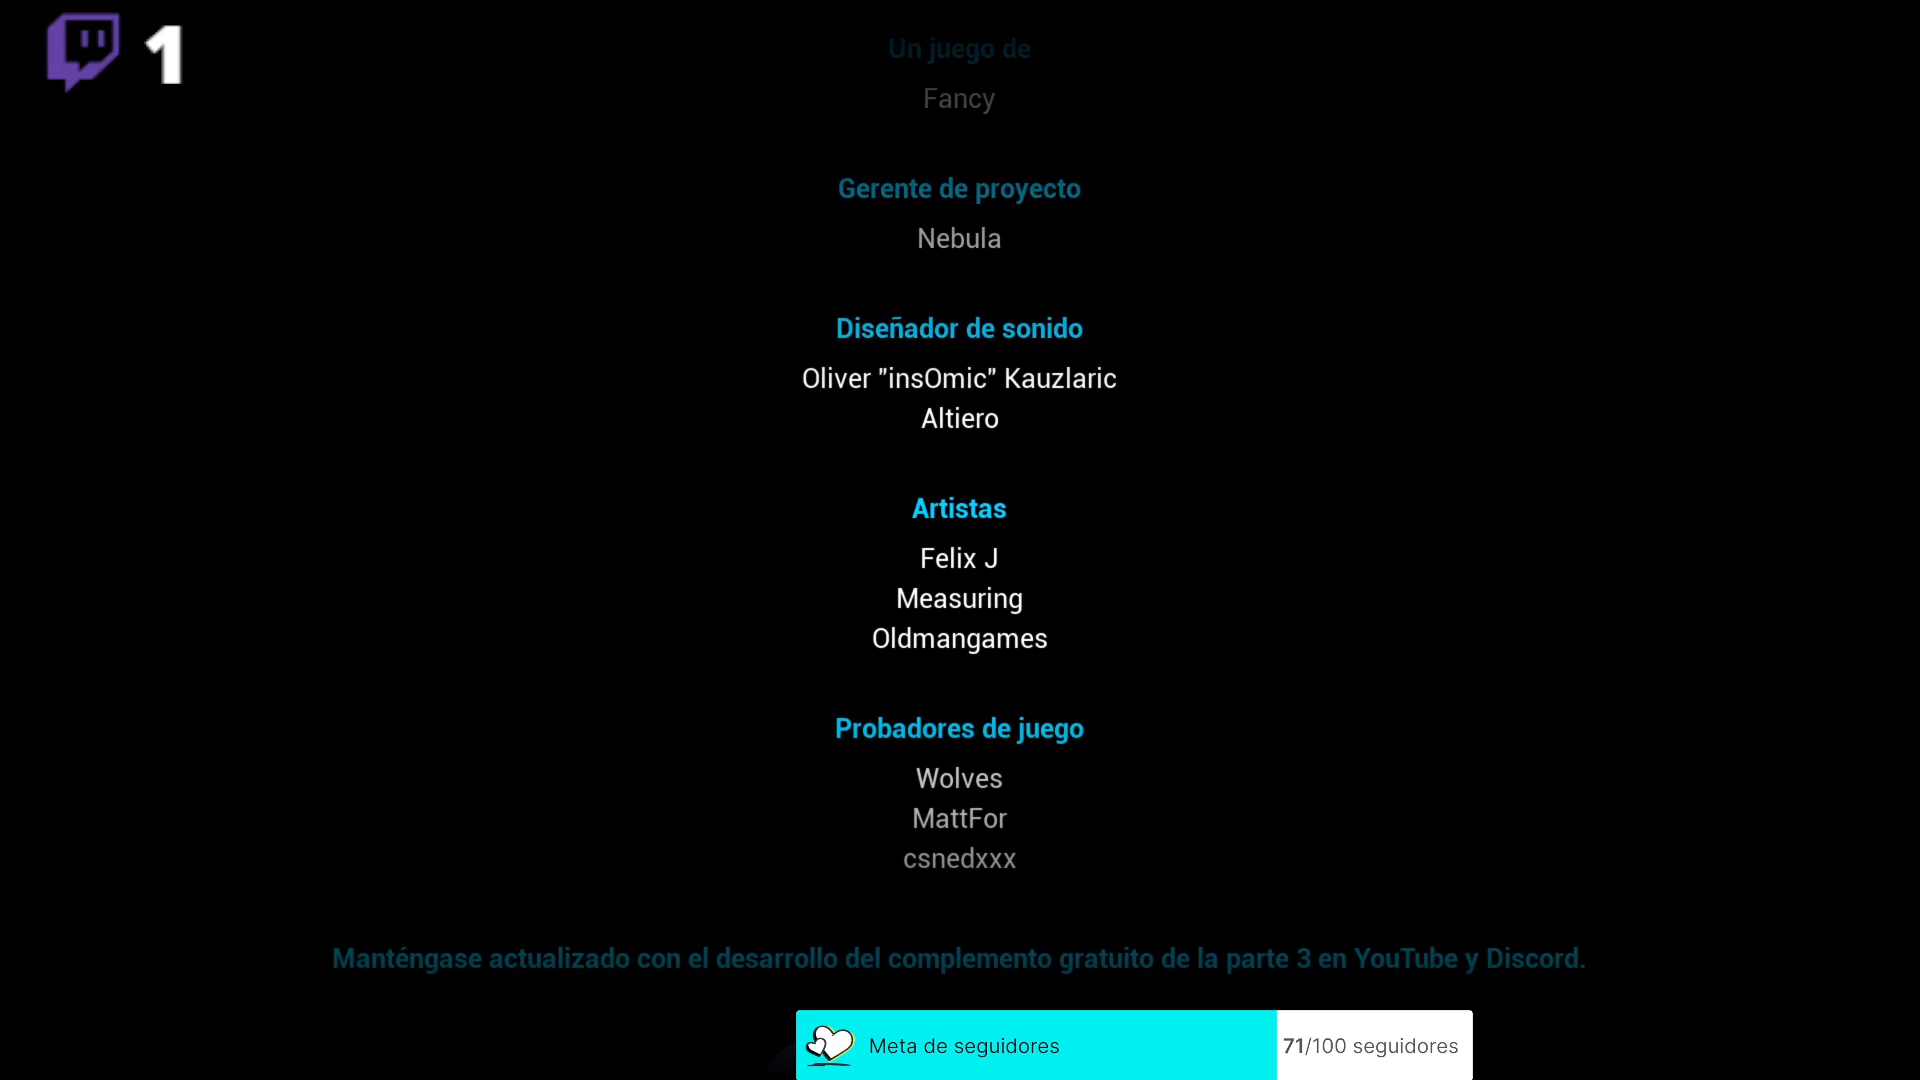 1
Un juego de
Fancy
Gerente de proyecto
Nebula
Diseñador de sonido
Oliver "insOmic" Kauzlaric
Altiero
Artistas
Felix J
Measuring
Oldmangames
Probadores de juego
Wolves
MattFor
csnedxxx
Manténgase actualizado con el desarrollo del complemento gratuito de la parte 3 en YouTube y Discord.
Meta de seguidores 71/100 seguidores